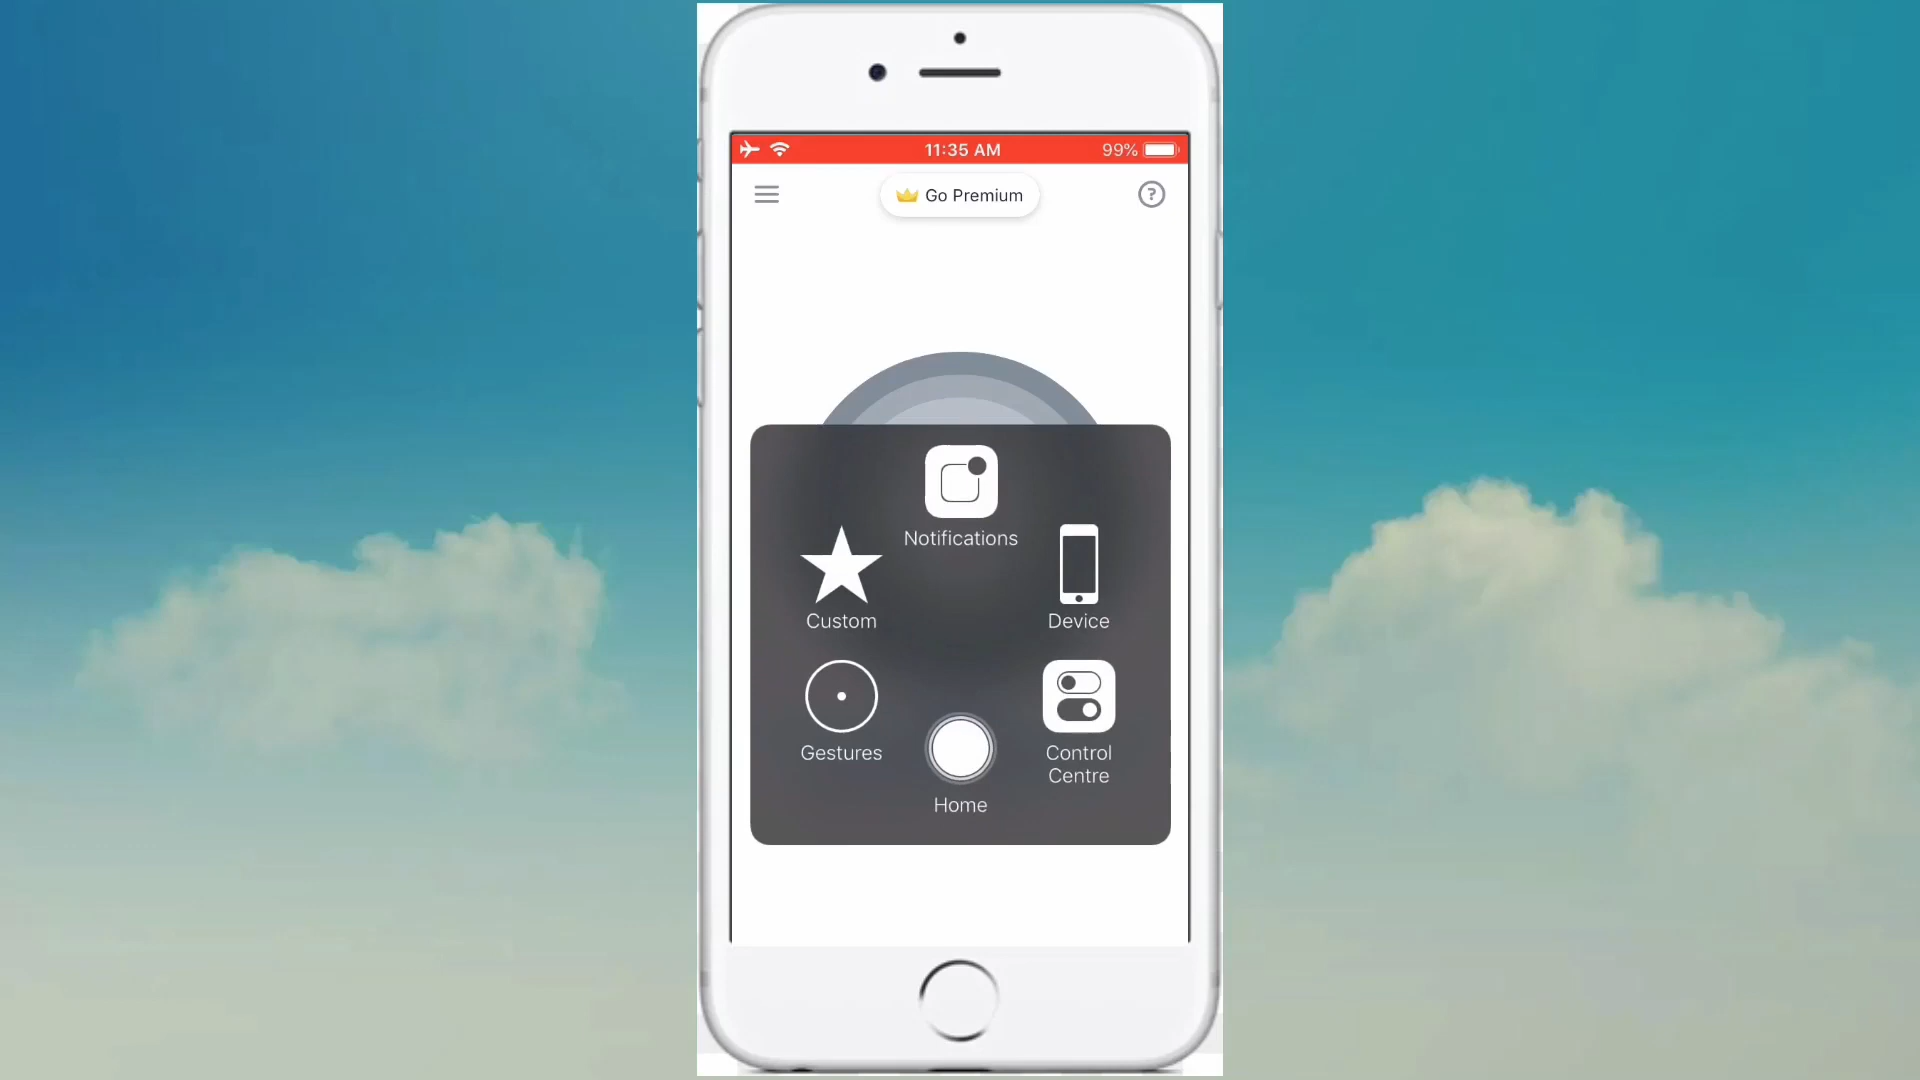 11:35 AM
99%
Go Premium
?
Notifications
Custom
Device
Gestures
Control
Centre
Home